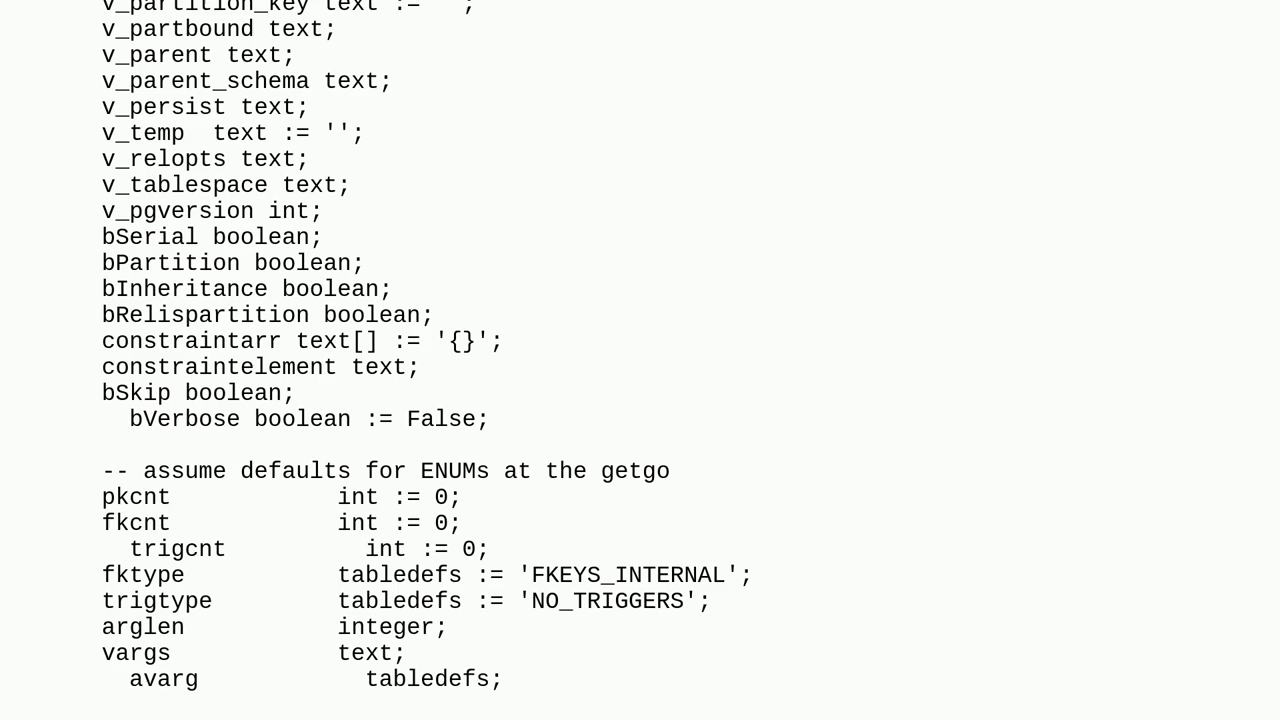 v_partition_key text := '';
v_partbound text;
v_parent text;
v_parent_schema text;
v_persist text;
v_temp  text := '';
v_relopts text;
v_tablespace text;
v_pgversion int;
bSerial boolean;
bPartition boolean;
bInheritance boolean;
bRelispartition boolean;
constraintarr text[] := '{}';
constraintelement text;
bSkip boolean;
  bVerbose boolean := False;

-- assume defaults for ENUMs at the getgo
pkcnt            int := 0;
fkcnt            int := 0;
  trigcnt          int := 0;
fktype           tabledefs := 'FKEYS_INTERNAL';
trigtype         tabledefs := 'NO_TRIGGERS';
arglen           integer;
vargs            text;
  avarg            tabledefs;